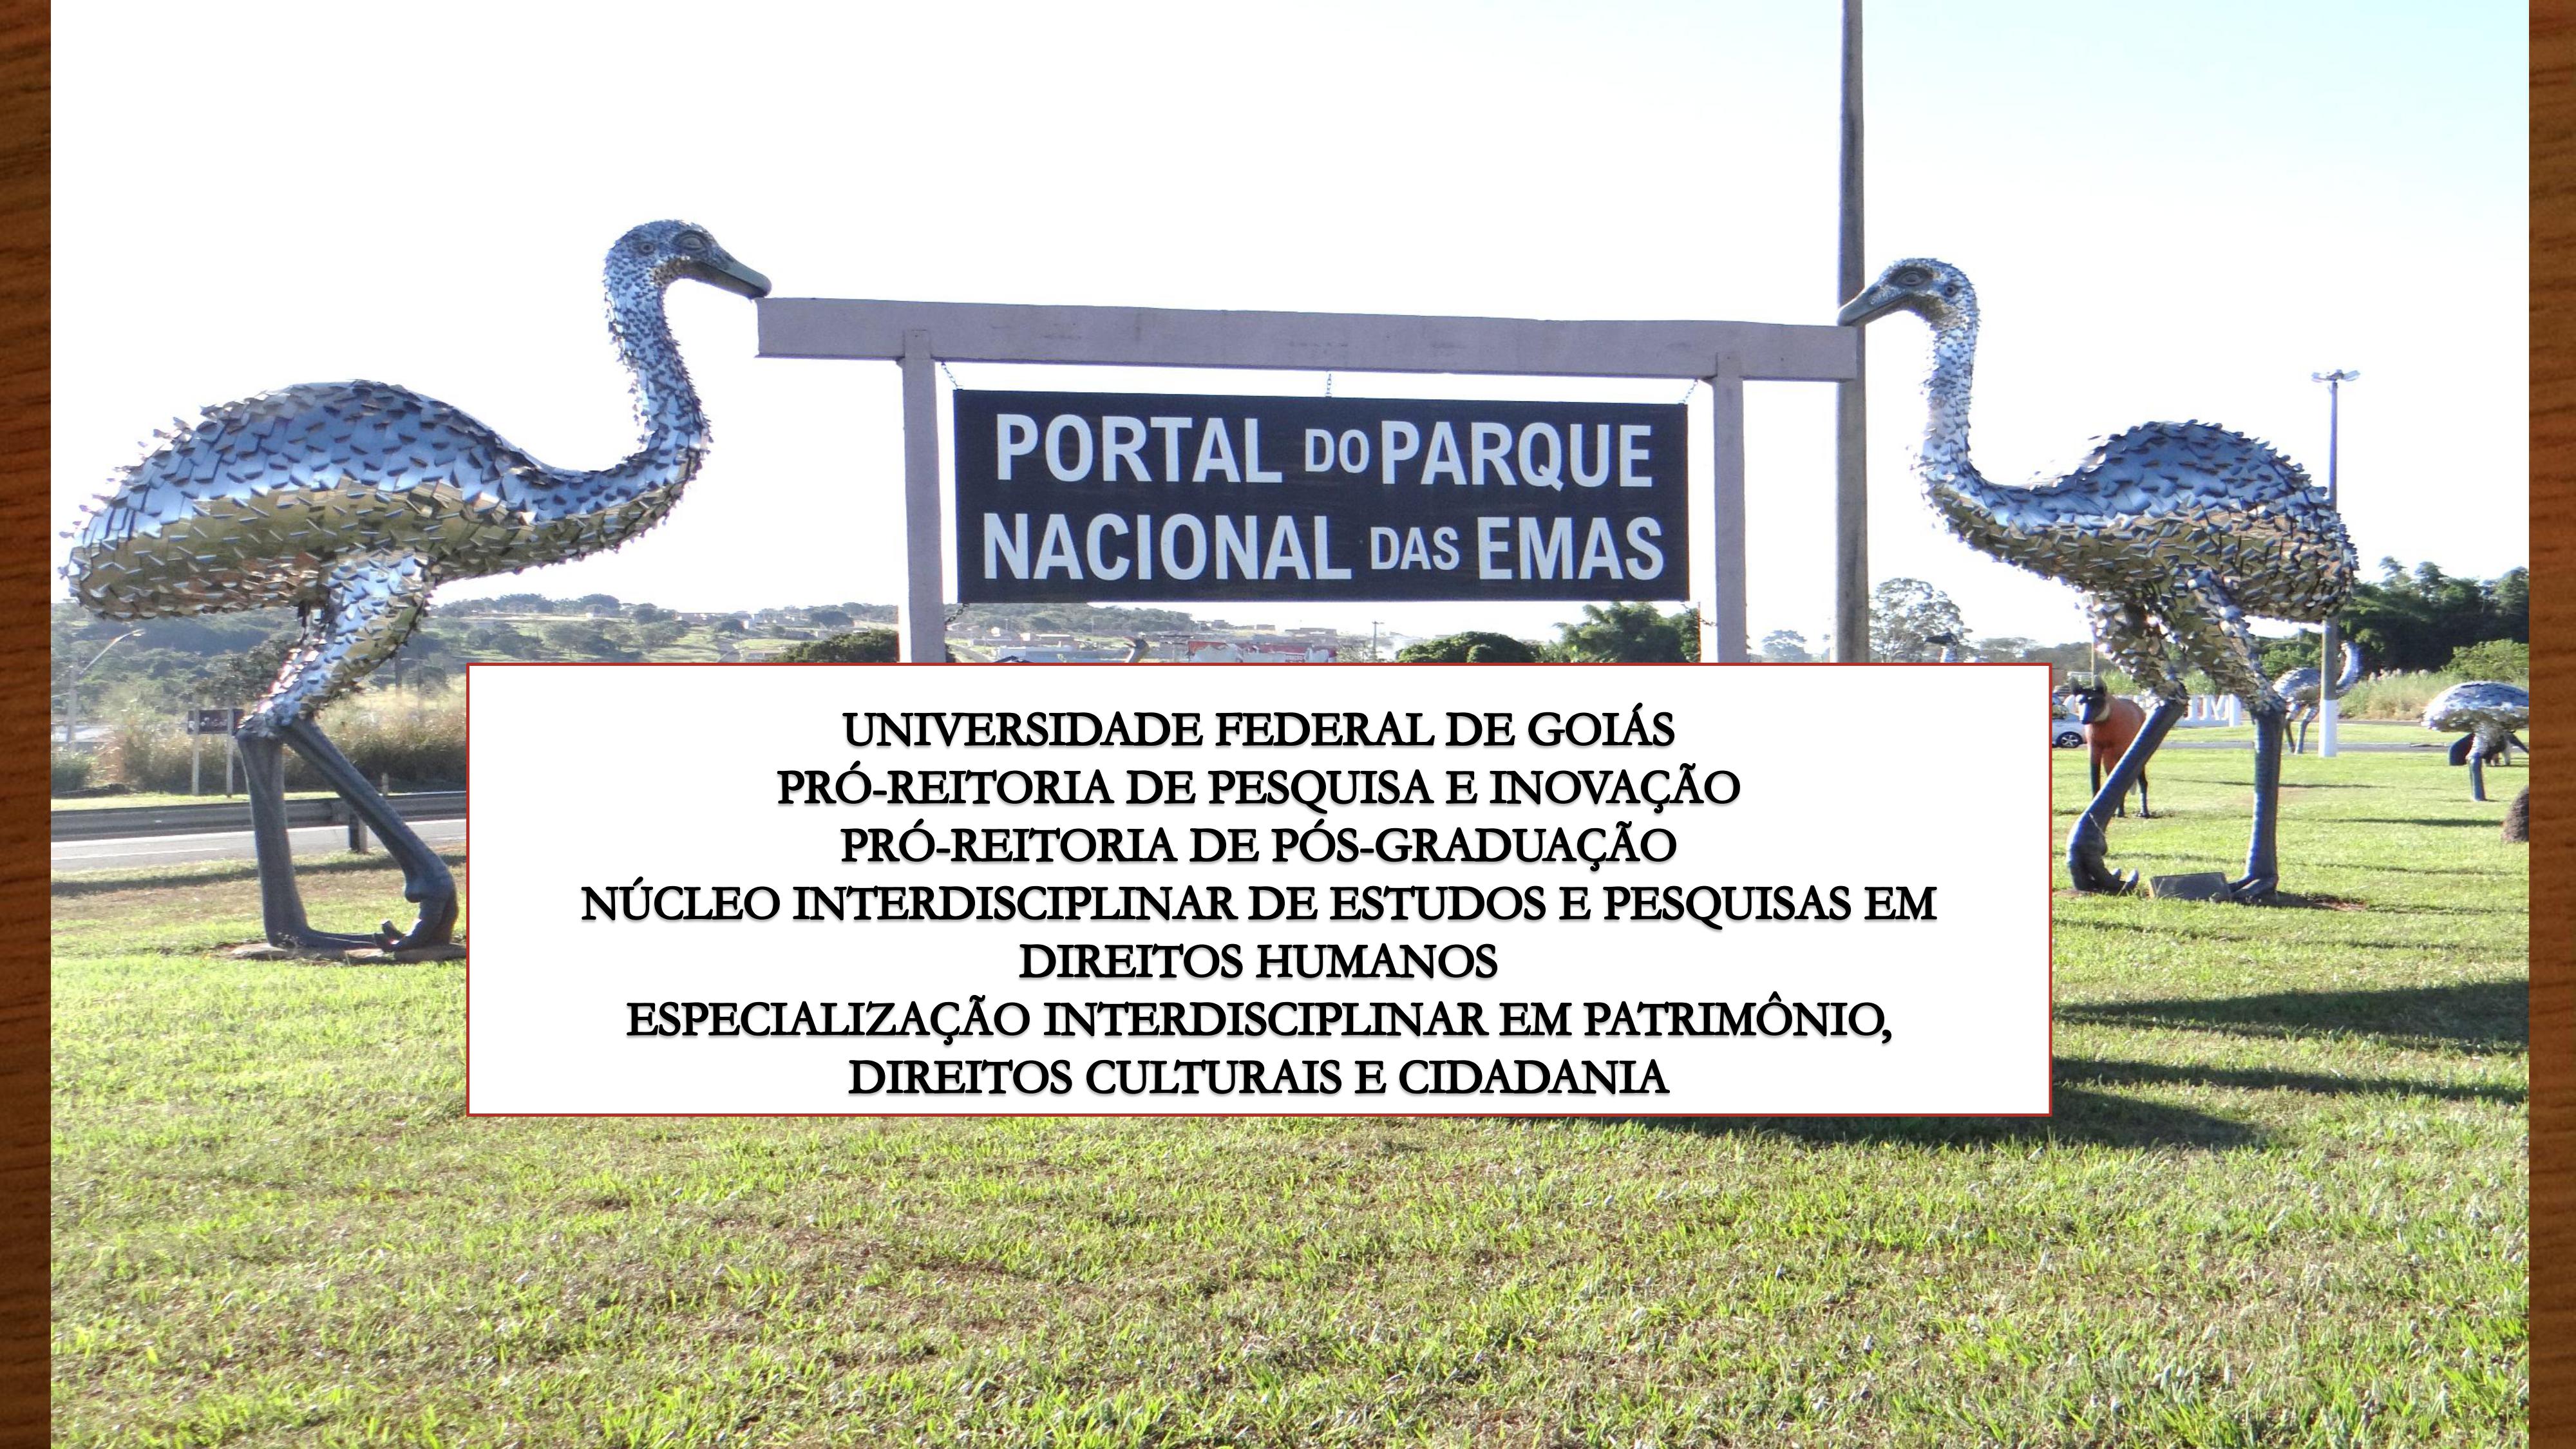 PORTAL DO PARQUE
NACIONAL DAS EMAS
UNIVERSIDADE FEDERAL DE GOIÁS
PRÓ-REITORIA DE PESQUISA E INOVAÇÃO
PRÓ-REITORIA DE PÓS-GRADUAÇÃO
NÚCLEO INTERDISCIPLINAR DE ESTUDOS E PESQUISAS EM
DIREITOS HUMANOS
ESPECIALIZAÇÃO INTERDISCIPLINAR EM PATRIMÔNIO,
DIREITOS CULTURAIS E CIDADANIA